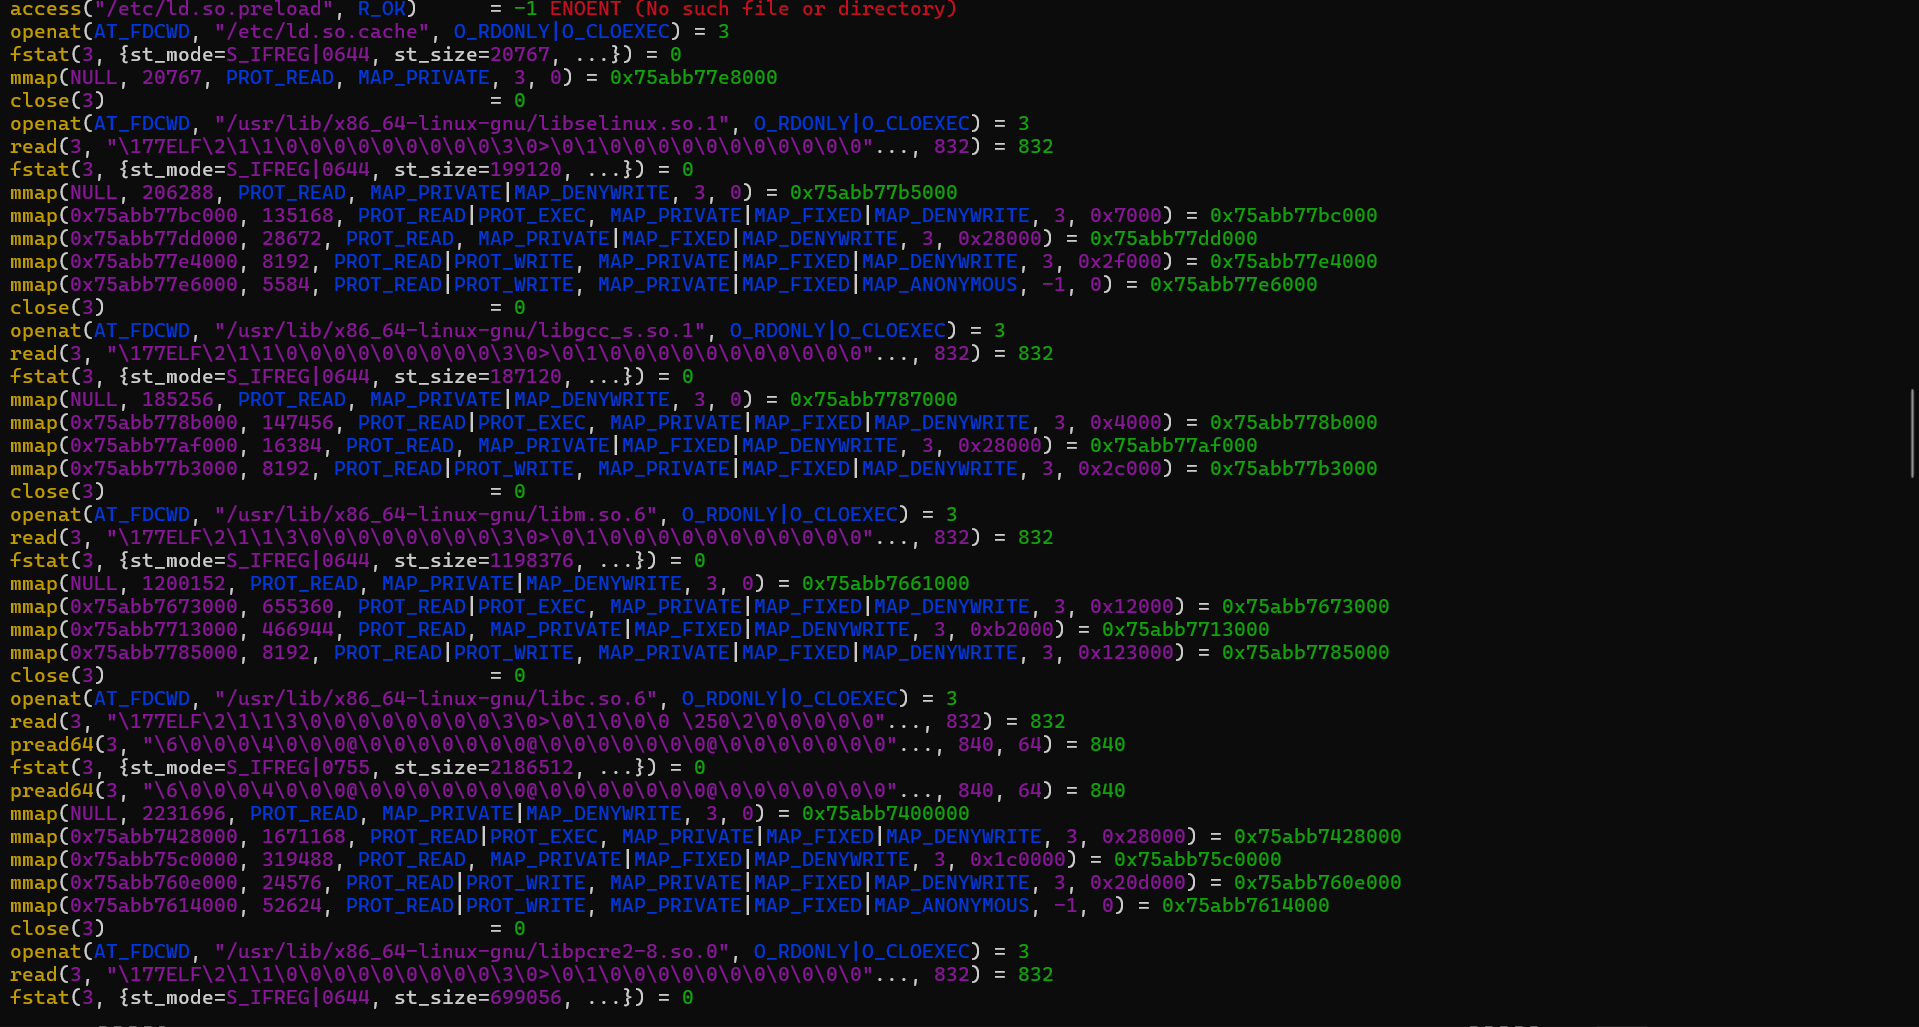 access("/etc/ld.so.preload", R_OK)      = -1 ENOENT (No such file or directory)
openat(AT_FDCWD, "/etc/ld.so.cache", O_RDONLY|O_CLOEXEC) = 3
fstat(3, {st_mode=S_IFREG|0644, st_size=20767, ...}) = 0
mmap(NULL, 20767, PROT_READ, MAP_PRIVATE, 3, 0) = 0x75abb77e8000
close(3)                                = 0
openat(AT_FDCWD, "/usr/lib/x86_64-linux-gnu/libselinux.so.1", O_RDONLY|O_CLOEXEC) = 3
read(3, "\177ELF\2\1\1\0\0\0\0\0\0\0\0\0\3\0>\0\1\0\0\0\0\0\0\0\0\0\0\0"..., 832) = 832
fstat(3, {st_mode=S_IFREG|0644, st_size=199120, ...}) = 0
mmap(NULL, 206288, PROT_READ, MAP_PRIVATE|MAP_DENYWRITE, 3, 0) = 0x75abb77b5000
mmap(0x75abb77bc000, 135168, PROT_READ|PROT_EXEC, MAP_PRIVATE|MAP_FIXED|MAP_DENYWRITE, 3, 0x7000) = 0x75abb77bc000
mmap(0x75abb77dd000, 28672, PROT_READ, MAP_PRIVATE|MAP_FIXED|MAP_DENYWRITE, 3, 0x28000) = 0x75abb77dd000
mmap(0x75abb77e4000, 8192, PROT_READ|PROT_WRITE, MAP_PRIVATE|MAP_FIXED|MAP_DENYWRITE, 3, 0x2f000) = 0x75abb77e4000
mmap(0x75abb77e6000, 5584, PROT_READ|PROT_WRITE, MAP_PRIVATE|MAP_FIXED|MAP_ANONYMOUS, -1, 0) = 0x75abb77e6000
close(3)                                = 0
openat(AT_FDCWD, "/usr/lib/x86_64-linux-gnu/libgcc_s.so.1", O_RDONLY|O_CLOEXEC) = 3
read(3, "\177ELF\2\1\1\0\0\0\0\0\0\0\0\0\3\0>\0\1\0\0\0\0\0\0\0\0\0\0\0"..., 832) = 832
fstat(3, {st_mode=S_IFREG|0644, st_size=187120, ...}) = 0
mmap(NULL, 185256, PROT_READ, MAP_PRIVATE|MAP_DENYWRITE, 3, 0) = 0x75abb7787000
mmap(0x75abb778b000, 147456, PROT_READ|PROT_EXEC, MAP_PRIVATE|MAP_FIXED|MAP_DENYWRITE, 3, 0x4000) = 0x75abb778b000
mmap(0x75abb77af000, 16384, PROT_READ, MAP_PRIVATE|MAP_FIXED|MAP_DENYWRITE, 3, 0x28000) = 0x75abb77af000
mmap(0x75abb77b3000, 8192, PROT_READ|PROT_WRITE, MAP_PRIVATE|MAP_FIXED|MAP_DENYWRITE, 3, 0x2c000) = 0x75abb77b3000
close(3)                                = 0
openat(AT_FDCWD, "/usr/lib/x86_64-linux-gnu/libm.so.6", O_RDONLY|O_CLOEXEC) = 3
read(3, "\177ELF\2\1\1\3\0\0\0\0\0\0\0\0\3\0>\0\1\0\0\0\0\0\0\0\0\0\0\0"..., 832) = 832
fstat(3, {st_mode=S_IFREG|0644, st_size=1198376, ...}) = 0
mmap(NULL, 1200152, PROT_READ, MAP_PRIVATE|MAP_DENYWRITE, 3, 0) = 0x75abb7661000
mmap(0x75abb7673000, 655360, PROT_READ|PROT_EXEC, MAP_PRIVATE|MAP_FIXED|MAP_DENYWRITE, 3, 0x12000) = 0x75abb7673000
mmap(0x75abb7713000, 466944, PROT_READ, MAP_PRIVATE|MAP_FIXED|MAP_DENYWRITE, 3, 0xb2000) = 0x75abb7713000
mmap(0x75abb7785000, 8192, PROT_READ|PROT_WRITE, MAP_PRIVATE|MAP_FIXED|MAP_DENYWRITE, 3, 0x123000) = 0x75abb7785000
close(3)                                = 0
openat(AT_FDCWD, "/usr/lib/x86_64-linux-gnu/libc.so.6", O_RDONLY|O_CLOEXEC) = 3
read(3, "\177ELF\2\1\1\3\0\0\0\0\0\0\0\0\3\0>\0\1\0\0\0 \250\2\0\0\0\0\0"..., 832) = 832
pread64(3, "\6\0\0\0\4\0\0\0@\0\0\0\0\0\0\0@\0\0\0\0\0\0\0@\0\0\0\0\0\0\0"..., 840, 64) = 840
fstat(3, {st_mode=S_IFREG|0755, st_size=2186512, ...}) = 0
pread64(3, "\6\0\0\0\4\0\0\0@\0\0\0\0\0\0\0@\0\0\0\0\0\0\0@\0\0\0\0\0\0\0"..., 840, 64) = 840
mmap(NULL, 2231696, PROT_READ, MAP_PRIVATE|MAP_DENYWRITE, 3, 0) = 0x75abb7400000
mmap(0x75abb7428000, 1671168, PROT_READ|PROT_EXEC, MAP_PRIVATE|MAP_FIXED|MAP_DENYWRITE, 3, 0x28000) = 0x75abb7428000
mmap(0x75abb75c0000, 319488, PROT_READ, MAP_PRIVATE|MAP_FIXED|MAP_DENYWRITE, 3, 0x1c0000) = 0x75abb75c0000
mmap(0x75abb760e000, 24576, PROT_READ|PROT_WRITE, MAP_PRIVATE|MAP_FIXED|MAP_DENYWRITE, 3, 0x20d000) = 0x75abb760e000
mmap(0x75abb7614000, 52624, PROT_READ|PROT_WRITE, MAP_PRIVATE|MAP_FIXED|MAP_ANONYMOUS, -1, 0) = 0x75abb7614000
close(3)                                = 0
openat(AT_FDCWD, "/usr/lib/x86_64-linux-gnu/libpcre2-8.so.0", O_RDONLY|O_CLOEXEC) = 3
read(3, "\177ELF\2\1\1\0\0\0\0\0\0\0\0\0\3\0>\0\1\0\0\0\0\0\0\0\0\0\0\0"..., 832) = 832
fstat(3, {st_mode=S_IFREG|0644, st_size=699056, ...}) = 0